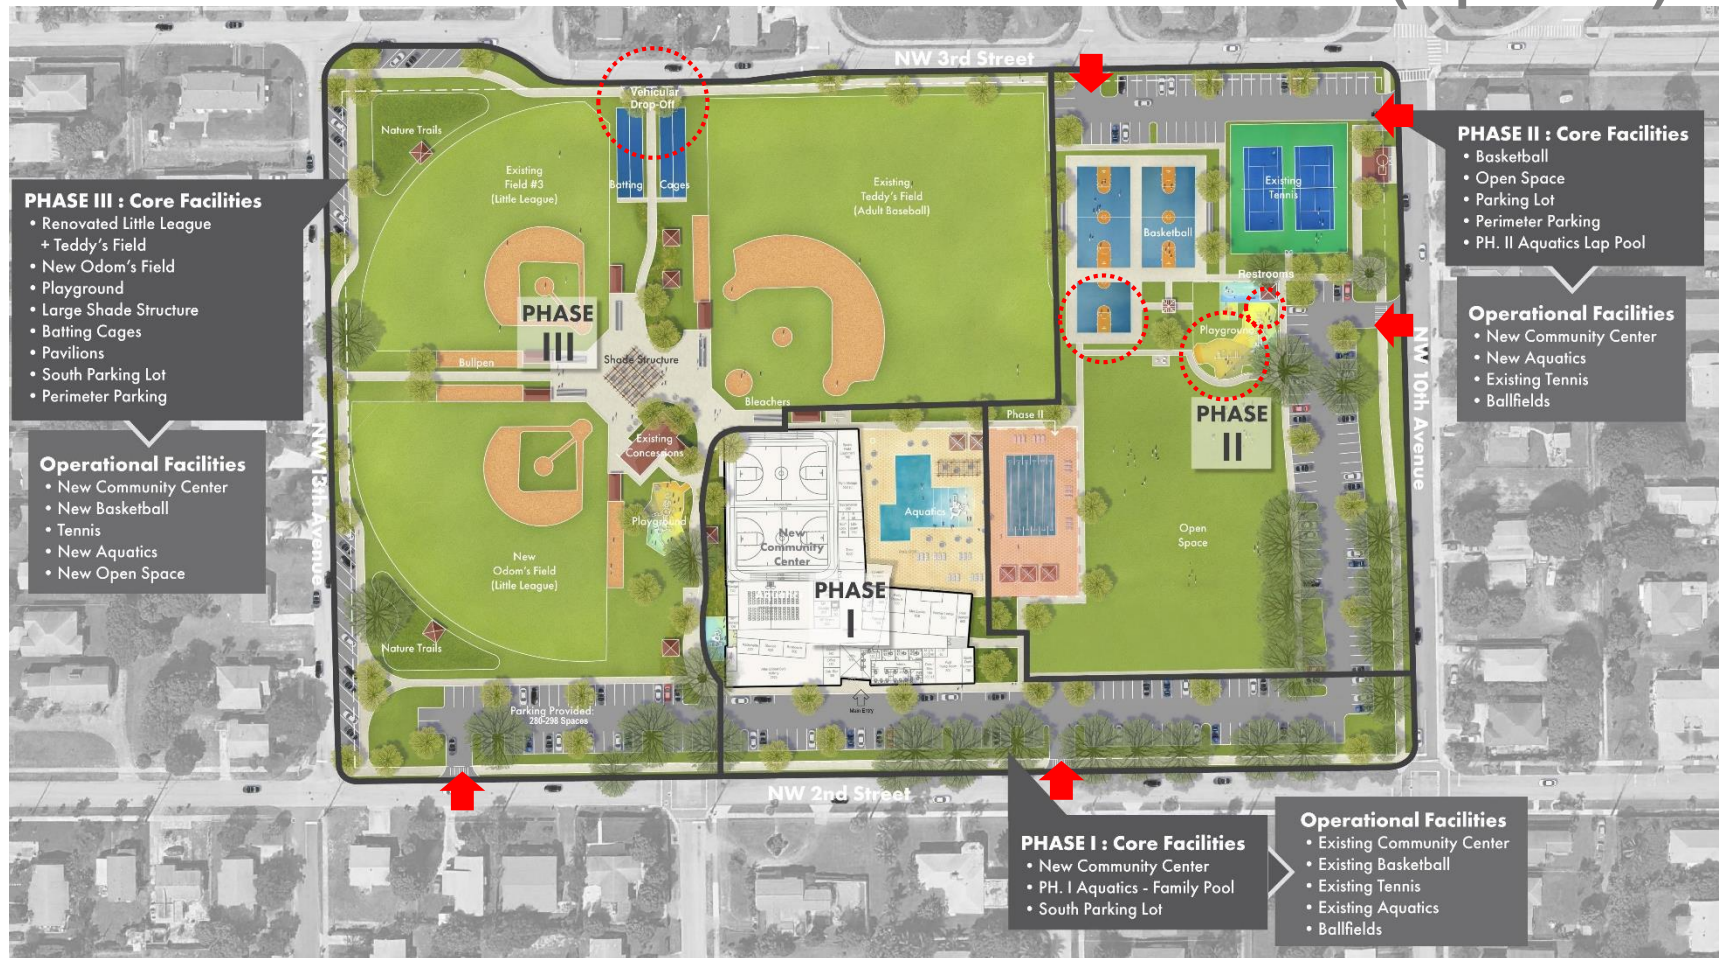 NW 3rd Street
Vehicular
Drop-Off
Nature Trails
Existing
Field #3
(Little League)
Batting Cages
Existing
Teddy's Field
(Adult Baseball)
Existing
Tennis
Basketball
Restrooms
Playground
PHASE II : Core Facilities
• Basketball
• Open Space
• Parking Lot
• Perimeter Parking
• PH. II Aquatics Lap Pool
Operational Facilities
• New Community Center
• New Aquatics
• Existing Tennis
• Ballfields
PHASE III : Core Facilities
• Renovated Little League
+ Teddy's Field
• New Odom's Field
• Playground
• Large Shade Structure
• Batting Cages
• Pavilions
• South Parking Lot
• Perimeter Parking
Operational Facilities
• New Community Center
• New Basketball
• Tennis
• New Aquatics
• New Open Space
PHASE
III
Shade Structure
Bullpen
Bleachers
Existing
Concessions
Playground
New
Odom's Field
(Little League)
Nature Trails
NW 13th Avenue
Phase II
PHASE
II
Open
Space
NW 10th Avenue
Aquatics
New
Community
Center
PHASE
I
Main Entry
Parking Provided:
280-298 Spaces
NW 2nd Street
PHASE I : Core Facilities
• New Community Center
• PH. I Aquatics - Family Pool
• South Parking Lot
Operational Facilities
• Existing Community Center
• Existing Basketball
• Existing Tennis
• Existing Aquatics
• Ballfields